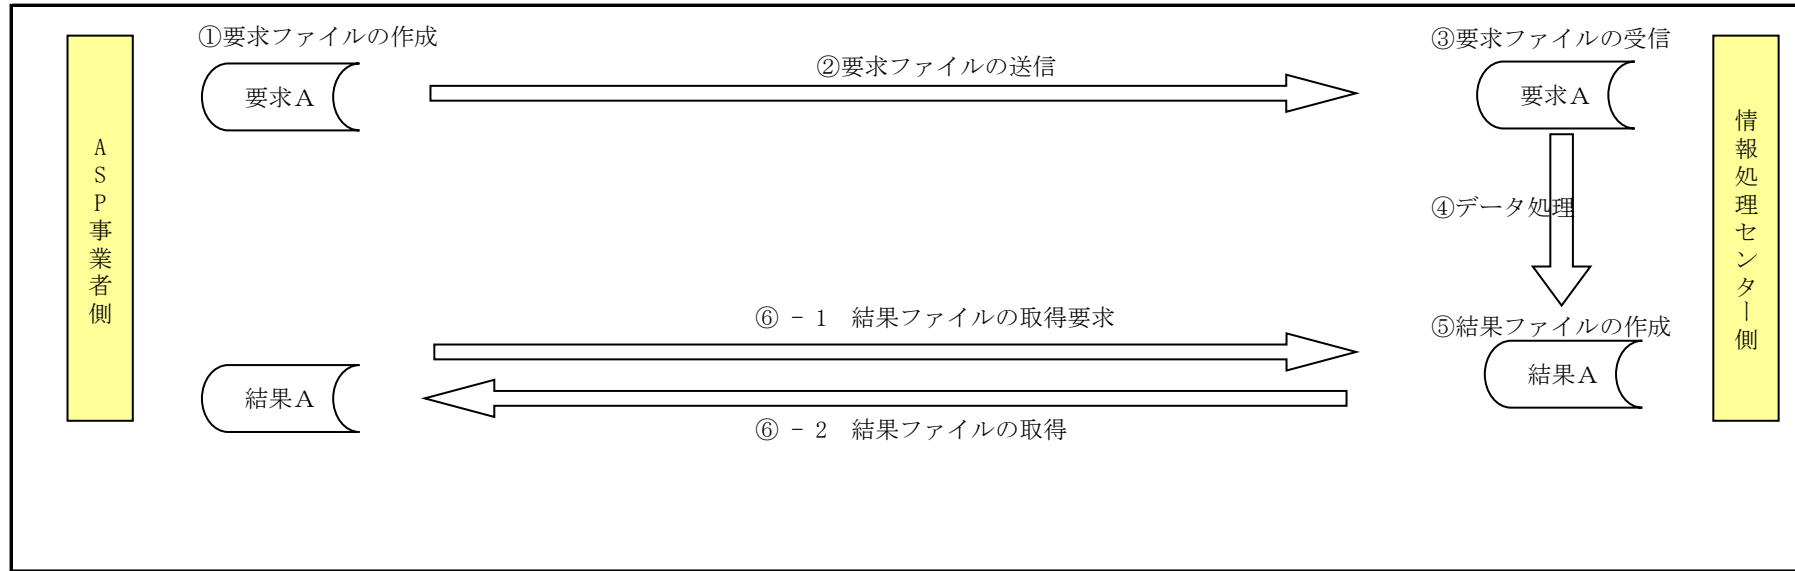 ①要求ファイルの作成
③要求ファイルの受信
②要求ファイルの送信
要求A
要求A
ASP事業者側
情報処理センター側
④データ処理
⑥-1 結果ファイルの取得要求
⑤結果ファイルの作成
結果A
結果A
⑥-2 結果ファイルの取得